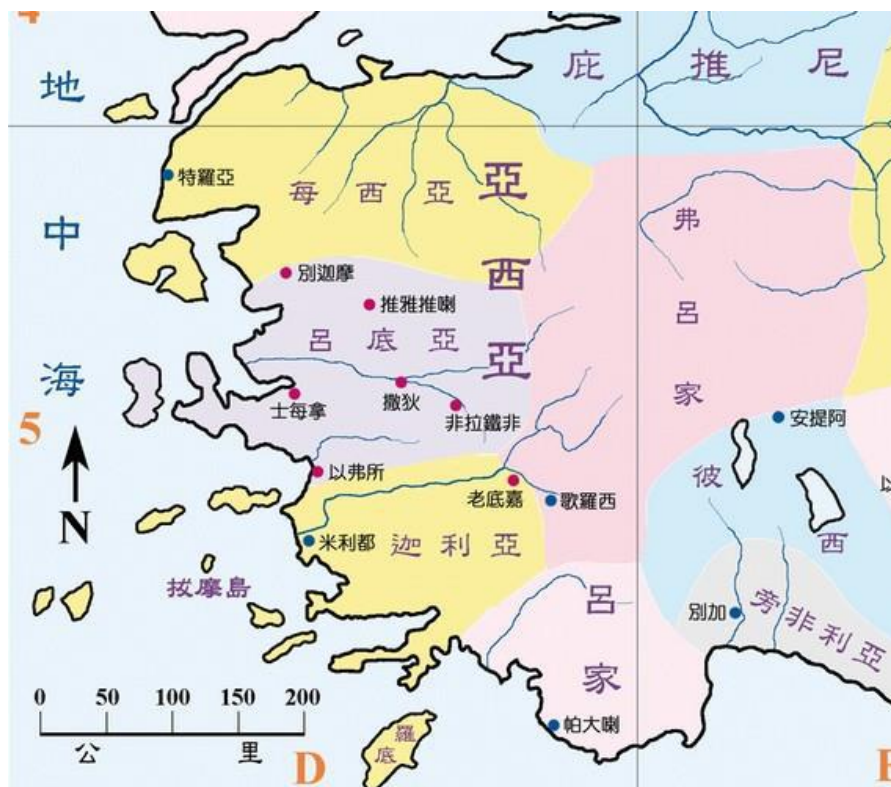 4
地中海
庇推尼
特羅亞
每西亞
亞西亞
弗呂家
別迦摩
推雅推喇
呂底亞
士每拿
撒狄
非拉鐵非
5
安提阿
以弗所
老底嘉
歌羅西
彼西
N
米利都
迦利亞
拔摩島
呂家
別加
旁非利亞
0 50 100 150 200
公里
帕大喇
羅底
D